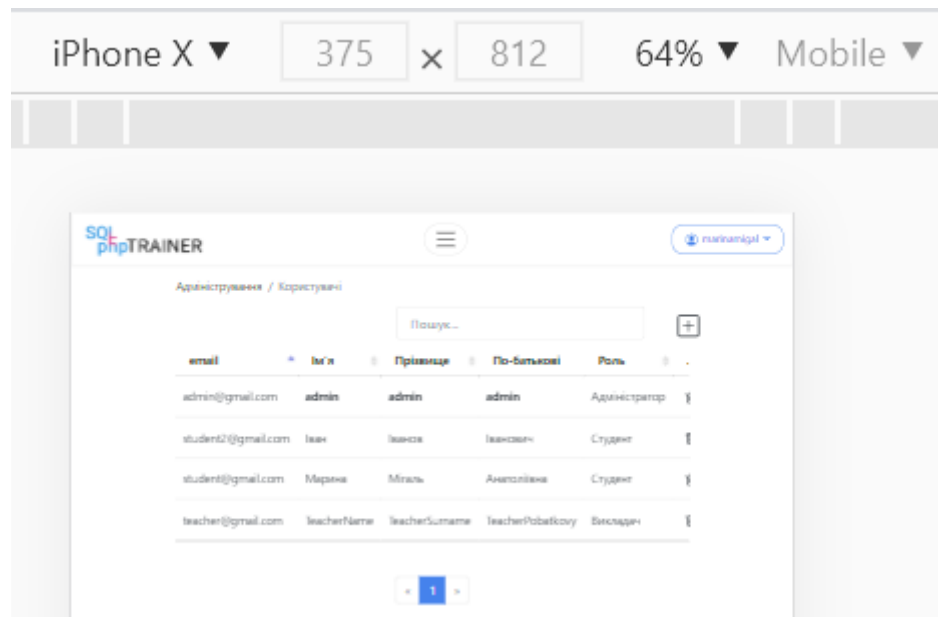 iPhone X ▼ 375 × 812 64% ▼ Mobile ▼
SQL
phpTRAINER
marinamigal
Адміністрування / Користувачі
Пошук...
email Ім'я Прізвище По-батькові Роль
admin@gmail.com admin admin admin Адміністратор
student2@gmail.com Іван Іванов Іванович Студент
student@gmail.com Марина Мігаль Анатоліївна Студент
teacher@gmail.com TeacherName TeacherSurname TeacherPobatkovy Викладач
« 1 »